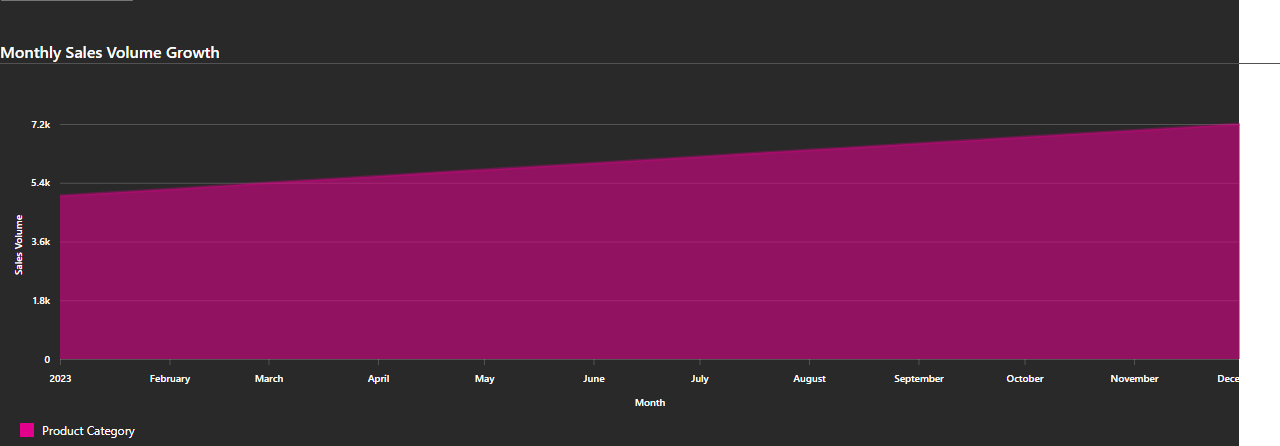 Monthly Sales Volume Growth
7.2k
5.4k
3.6k
1.8k
0
Sales Volume
2023 February March April May June July August September October November Dece
Month
Product Category